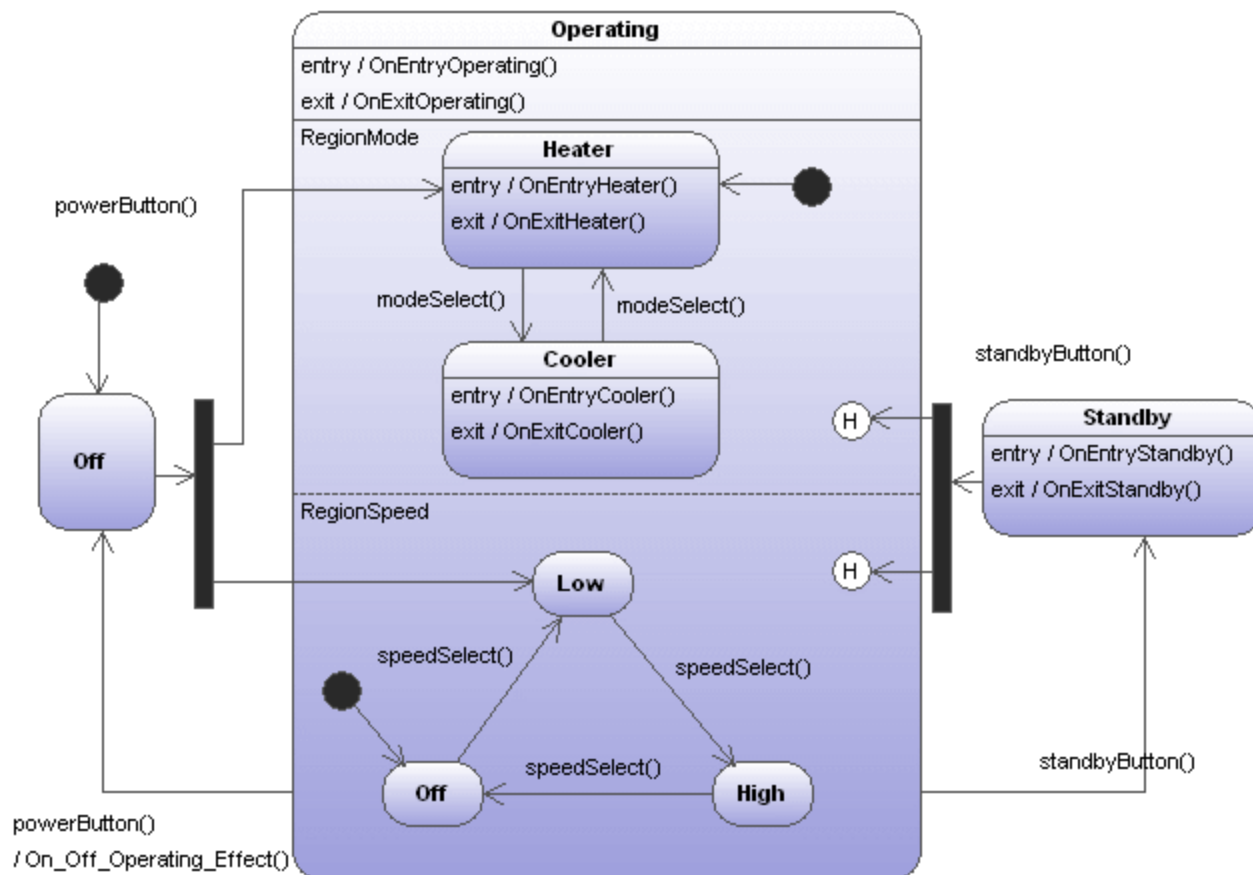 Operating
entry / OnEntryOperating()
exit / OnExitOperating()
RegionMode
Heater
entry / OnEntryHeater()
exit / OnExitHeater()
powerButton()
modeSelect()
modeSelect()
Cooler
entry / OnEntryCooler()
exit / OnExitCooler()
standbyButton()
H
Standby
entry / OnEntryStandby()
exit / OnExitStandby()
Off
RegionSpeed
H
Low
speedSelect()
speedSelect()
speedSelect()
Off
High
standbyButton()
powerButton()
/ On_Off_Operating_Effect()